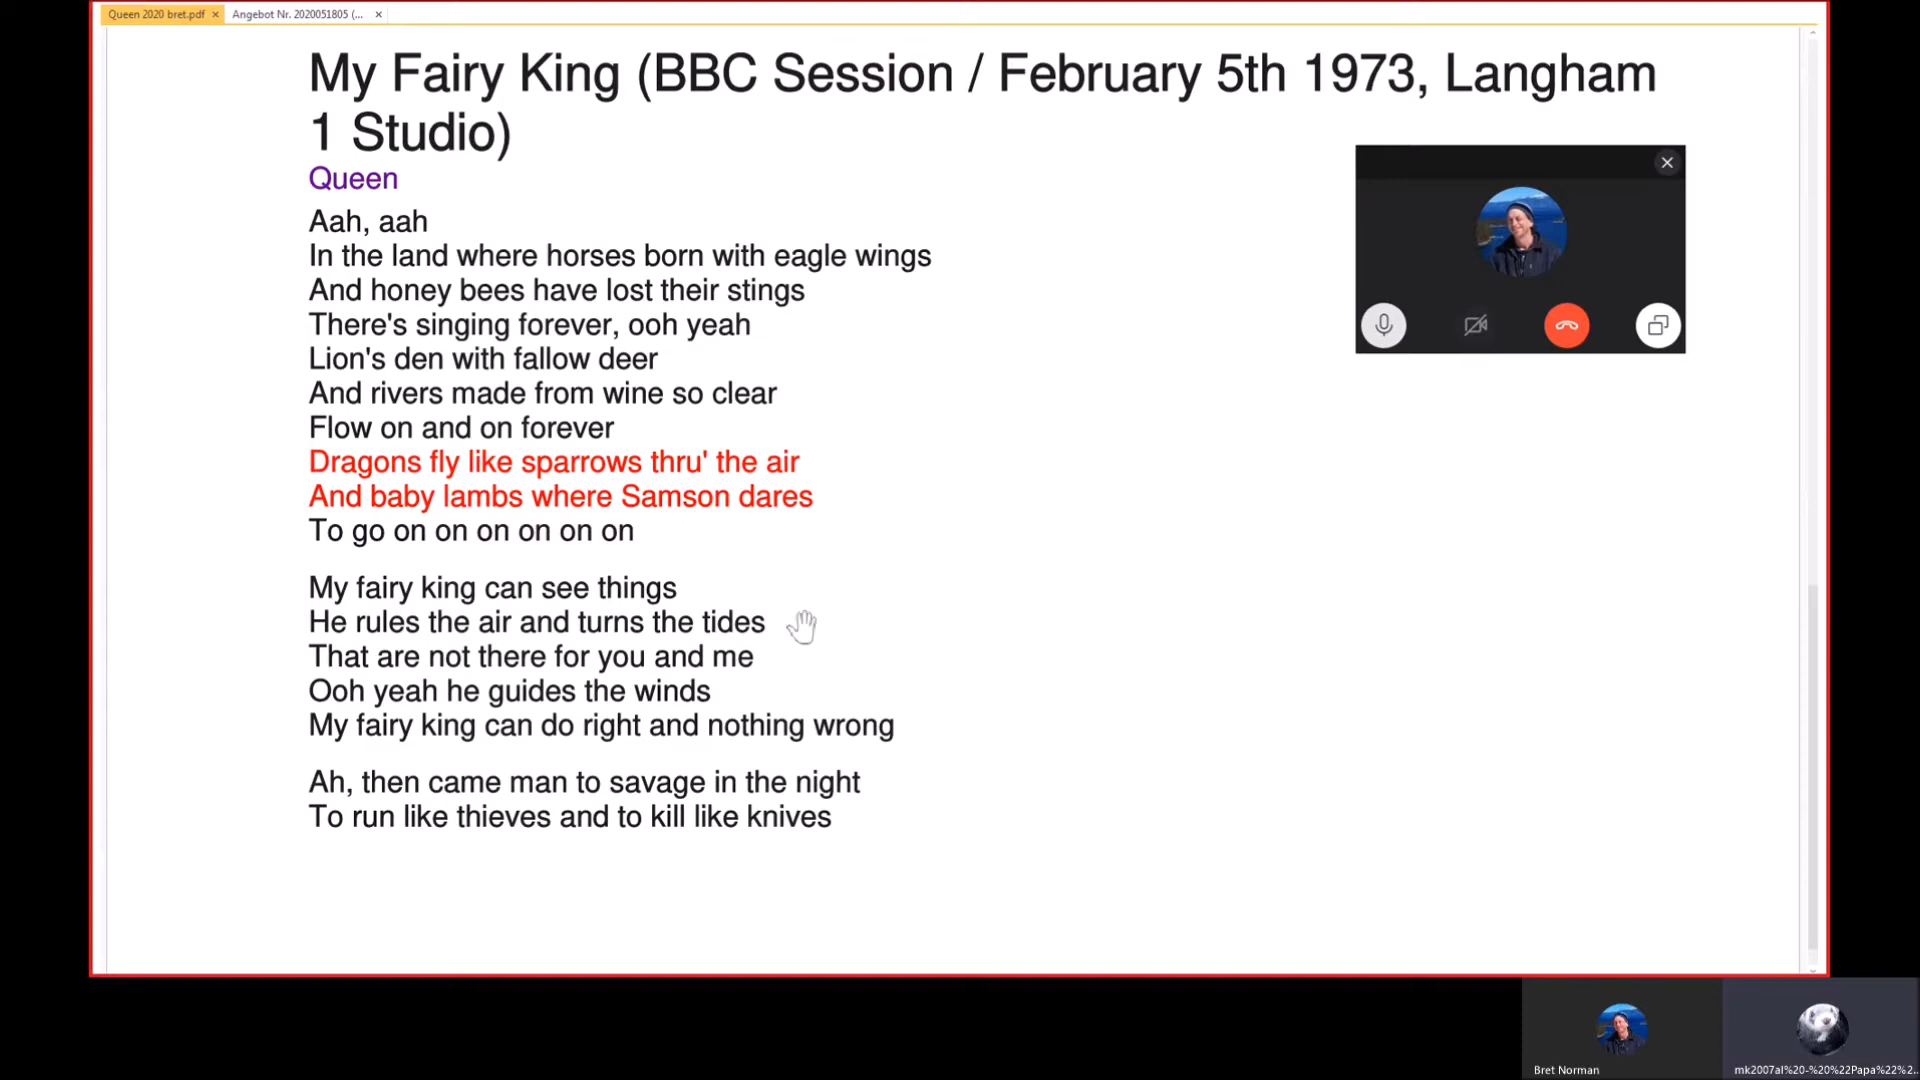 Queen 2020 bret.pdf
Angebot Nr. 2020051805 (...
My Fairy King (BBC Session / February 5th 1973, Langham
1 Studio)
Queen
Aah, aah
In the land where horses born with eagle wings
And honey bees have lost their stings
There's singing forever, ooh yeah
Lion's den with fallow deer
And rivers made from wine so clear
Flow on and on forever
Dragons fly like sparrows thru' the air
And baby lambs where Samson dares
To go on on on on on on
My fairy king can see things
He rules the air and turns the tides
That are not there for you and me
Ooh yeah he guides the winds
My fairy king can do right and nothing wrong
Ah, then came man to savage in the night
To run like thieves and to kill like knives
Bret Norman
mk2007al%20-%20%22Papa%22%2...